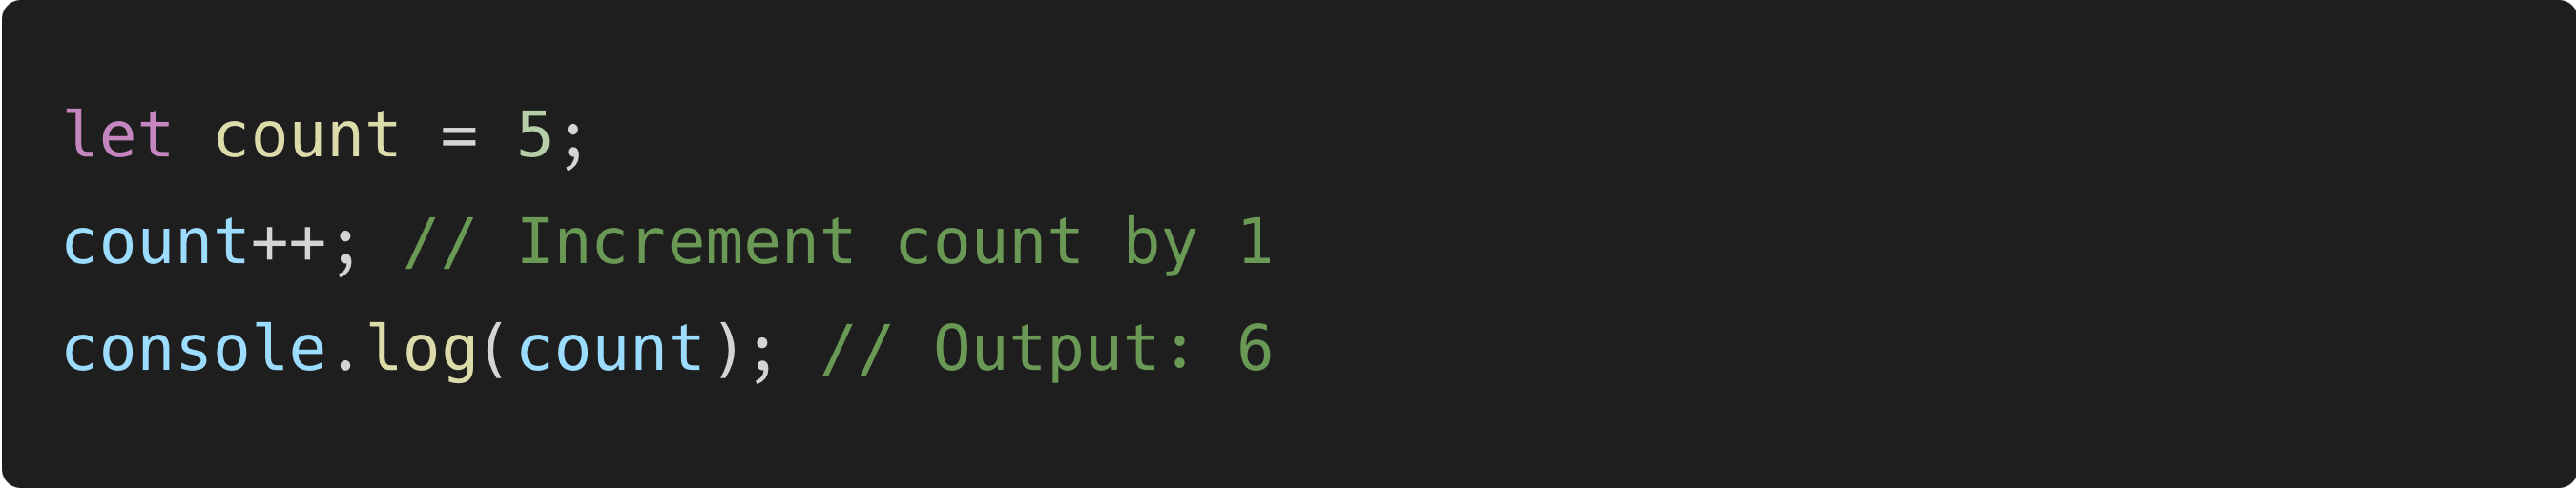 let count = 5;
count++; // Increment count by 1
console.log(count); // Output: 6